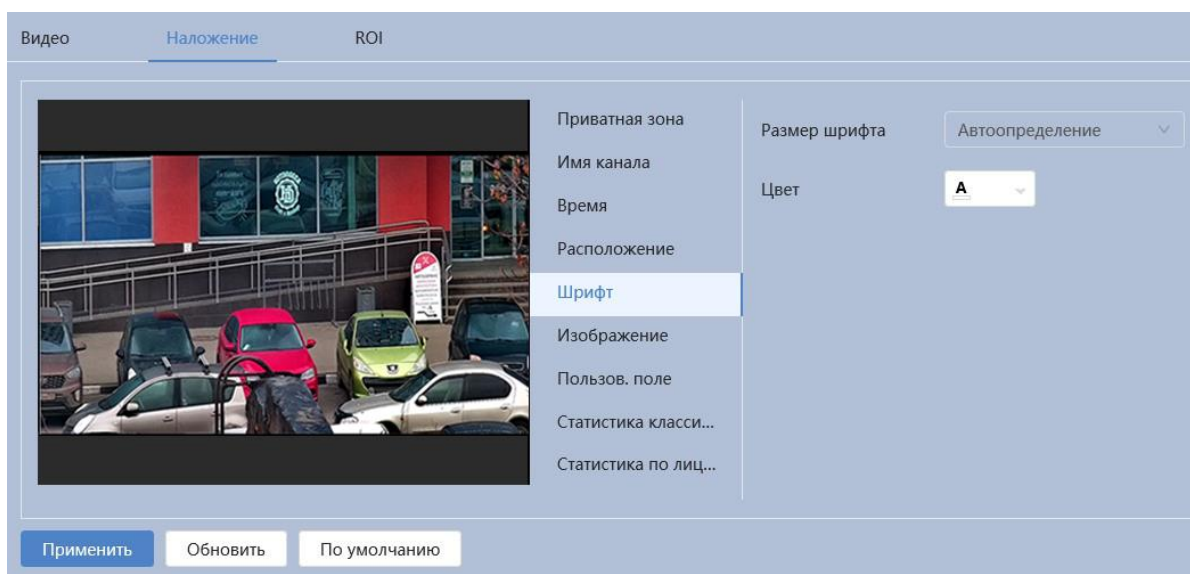 Видео
Наложение
ROI
Приватная зона
Имя канала
Время
Расположение
Шрифт
Изображение
Пользов. поле
Статистика класси...
Статистика по лиц...
Размер шрифта
Автоопределение
Цвет
A
Применить
Обновить
По умолчанию